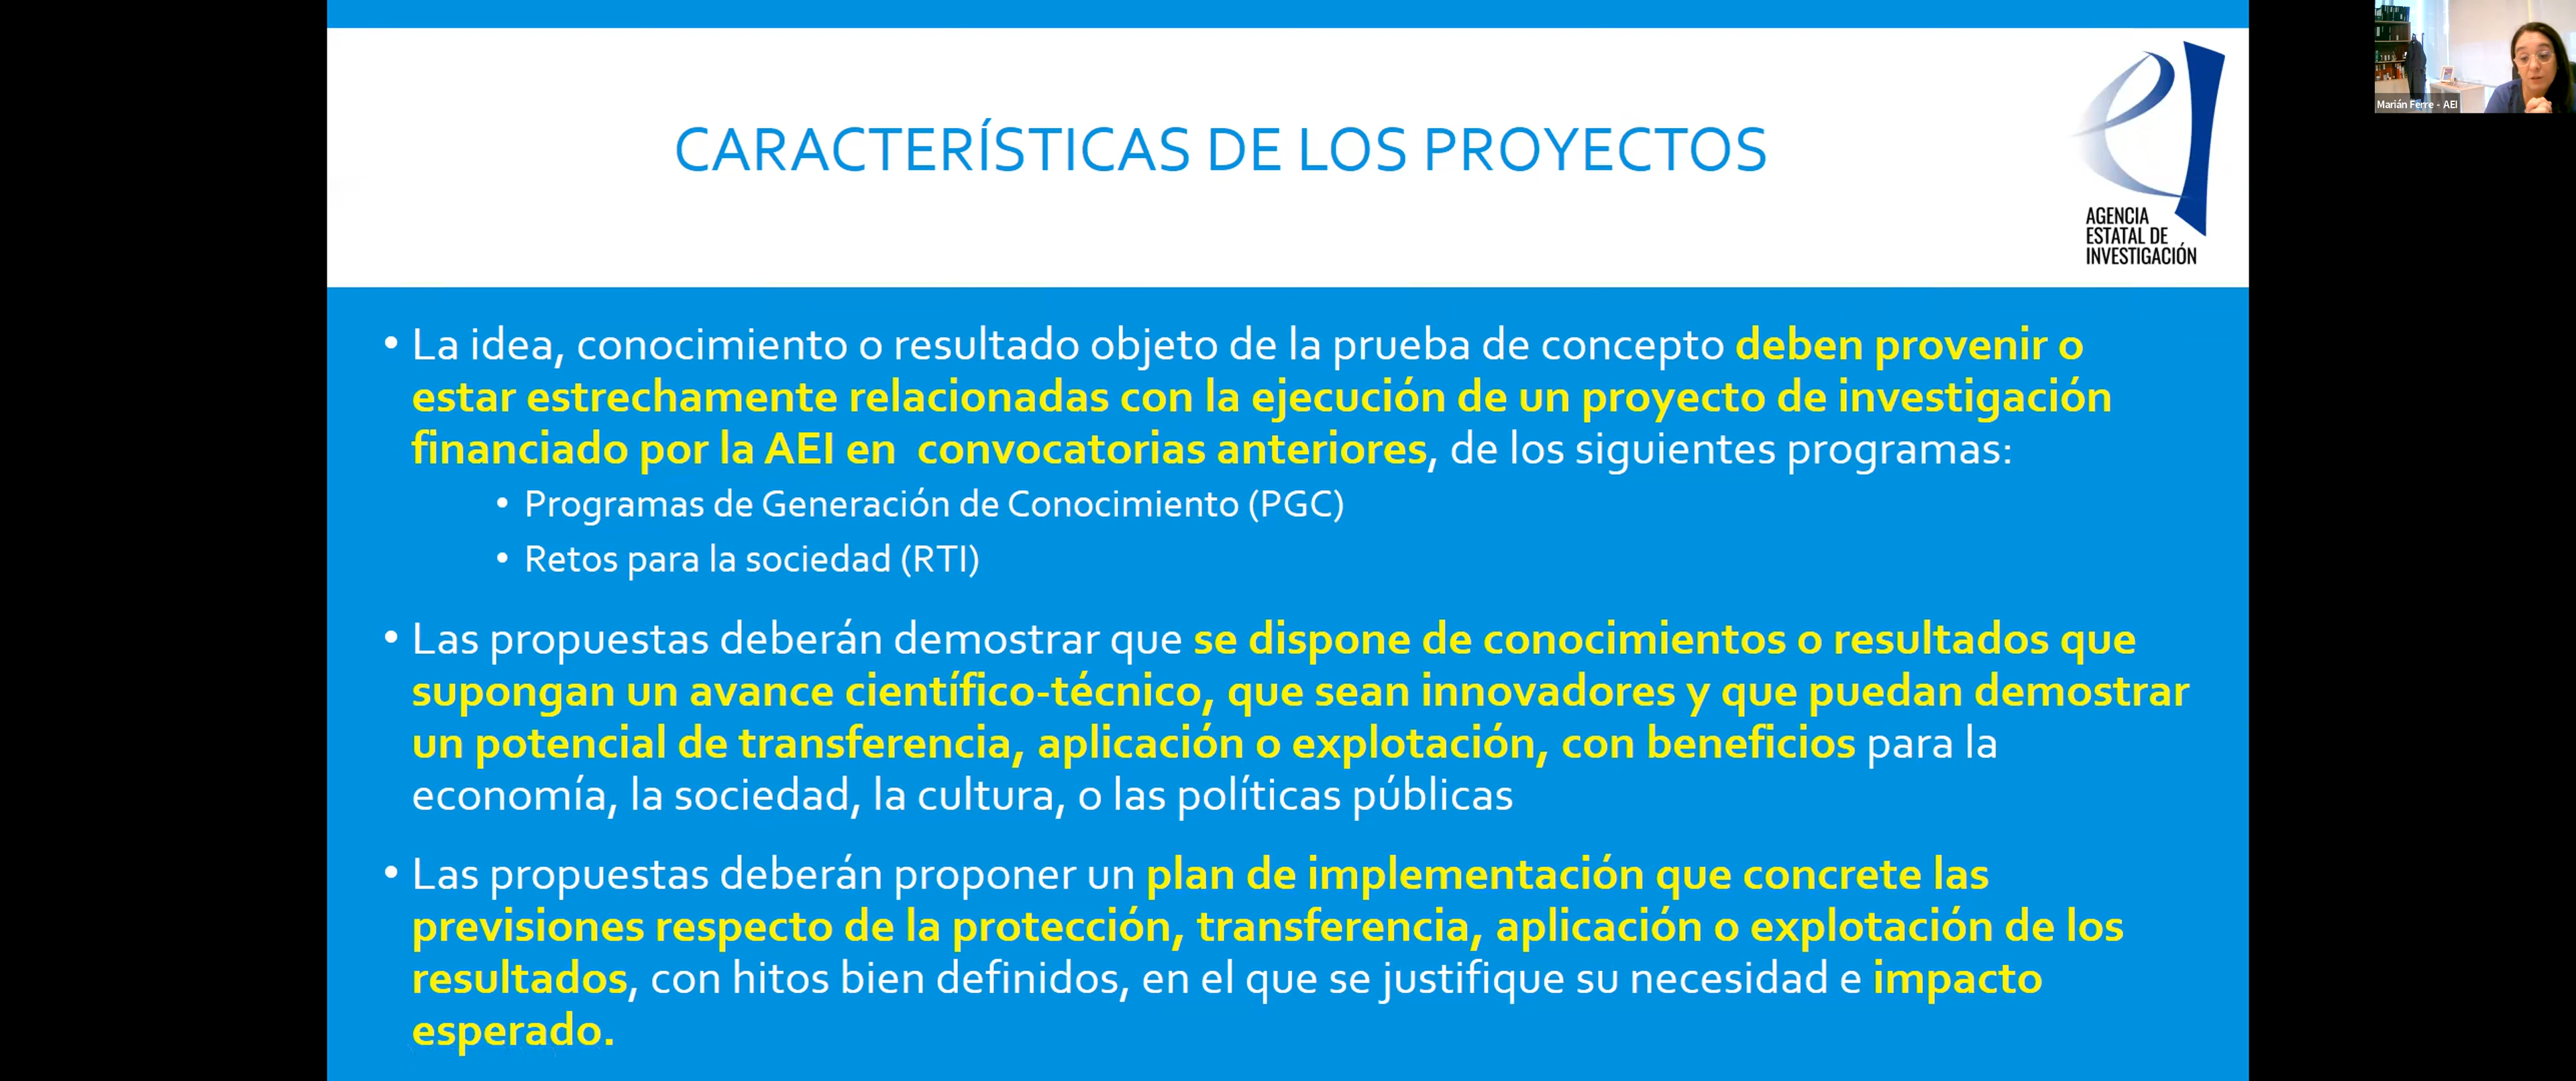 CARACTERÍSTICAS DE LOS PROYECTOS
AGENCIA
ESTATAL DE
INVESTIGACIÓN
Marián Ferre - AEI
• La idea, conocimiento o resultado objeto de la prueba de concepto deben provenir o
estar estrechamente relacionadas con la ejecución de un proyecto de investigación
financiado por la AEI en convocatorias anteriores, de los siguientes programas:
• Programas de Generación de Conocimiento (PGC)
• Retos para la sociedad (RTI)
• Las propuestas deberán demostrar que se dispone de conocimientos o resultados que
supongan un avance científico-técnico, que sean innovadores y que puedan demostrar
un potencial de transferencia, aplicación o explotación, con beneficios para la
economía, la sociedad, la cultura, o las políticas públicas
• Las propuestas deberán proponer un plan de implementación que concrete las
previsiones respecto de la protección, transferencia, aplicación o explotación de los
resultados, con hitos bien definidos, en el que se justifique su necesidad e impacto
esperado.